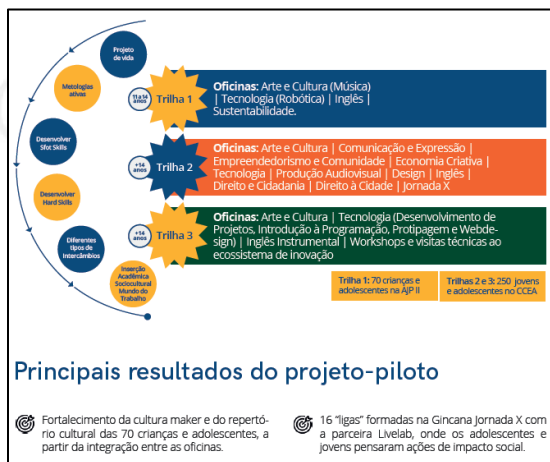 Projeto
de vida
Metologias
ativas
Desenvolver
Sfot Skills
Desenvolver
Hard Skills
Diferentes
tipos de
Intercâmbios
Inserção
Acadêmica
Sociocultural
Mundo do
Trabalho
11 a 14
anos
Trilha 1
Oficinas: Arte e Cultura (Música)
| Tecnologia (Robótica) | Inglês |
Sustentabilidade.
+14
anos
Trilha 2
Oficinas: Arte e Cultura | Comunicação e Expressão |
Empreendedorismo e Comunidade | Economia Criativa |
Tecnologia | Produção Audiovisual | Design | Inglês |
Direito e Cidadania | Direito à Cidade | Jornada X
+14
anos
Trilha 3
Oficinas: Arte e Cultura | Tecnologia (Desenvolvimento de
Projetos, Introdução à Programação, Protipagem e Webde-
sign) | Inglês Instrumental | Workshops e visitas técnicas ao
ecossistema de inovação
Trilha 1: 70 crianças e
adolescentes na AJP II
Trilhas 2 e 3: 250 jovens
e adolescentes no CCEA
Principais resultados do projeto-piloto
Fortalecimento da cultura maker e do repertó-
rio cultural das 70 crianças e adolescentes, a
partir da integração entre as oficinas.
16 "ligas" formadas na Gincana Jornada X com
a parceira Livelab, onde os adolescentes e
jovens pensaram ações de impacto social.